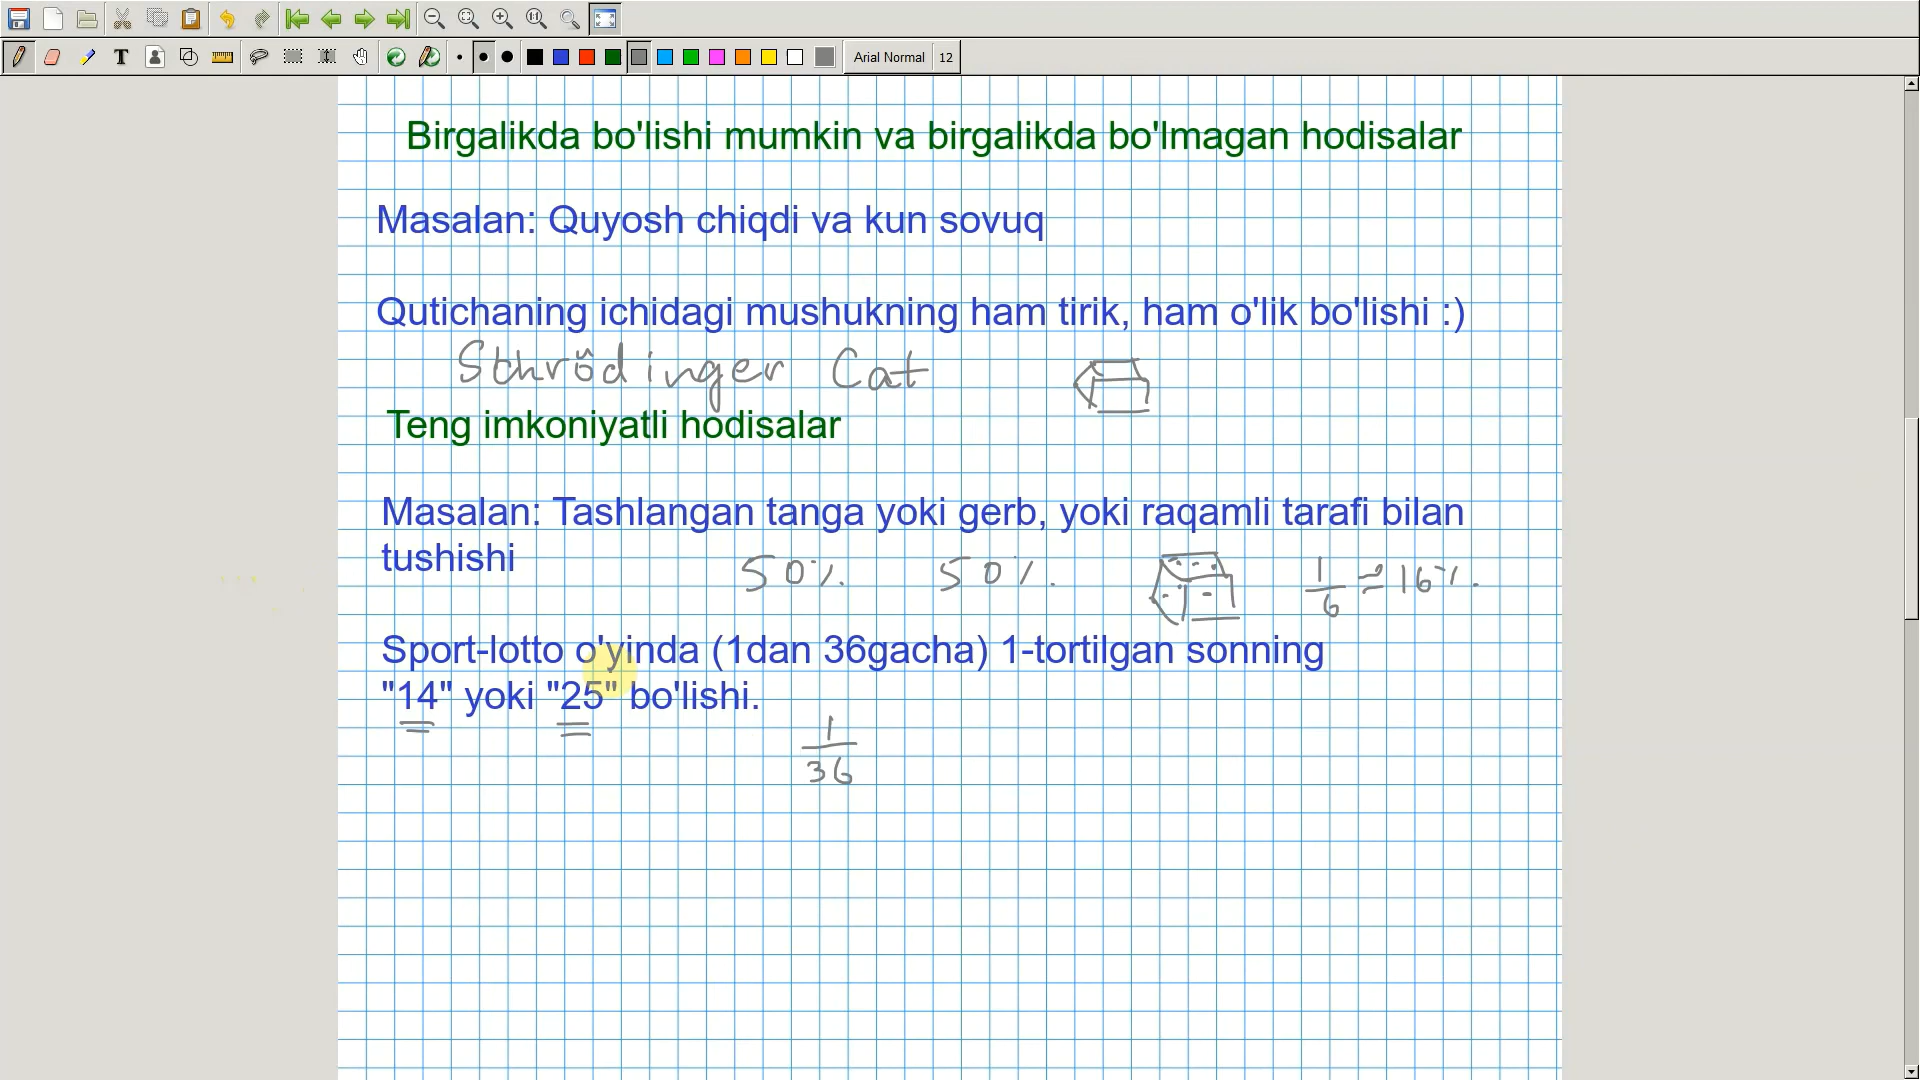 Arial Normal 12
Birgalikda bo'lishi mumkin va birgalikda bo'lmagan hodisalar
Masalan: Quyosh chiqdi va kun sovuq
Qutichaning ichidagi mushukning ham tirik, ham o'lik bo'lishi :)
Schrödinger Cat
Teng imkoniyatli hodisalar
Masalan: Tashlangan tanga yoki gerb, yoki raqamli tarafi bilan
tushishi
50% 50% 1/6 ≈ 16%
Sport-lotto o'yinda (1dan 36gacha) 1-tortilgan sonning
"14" yoki "25" bo'lishi.
1/36